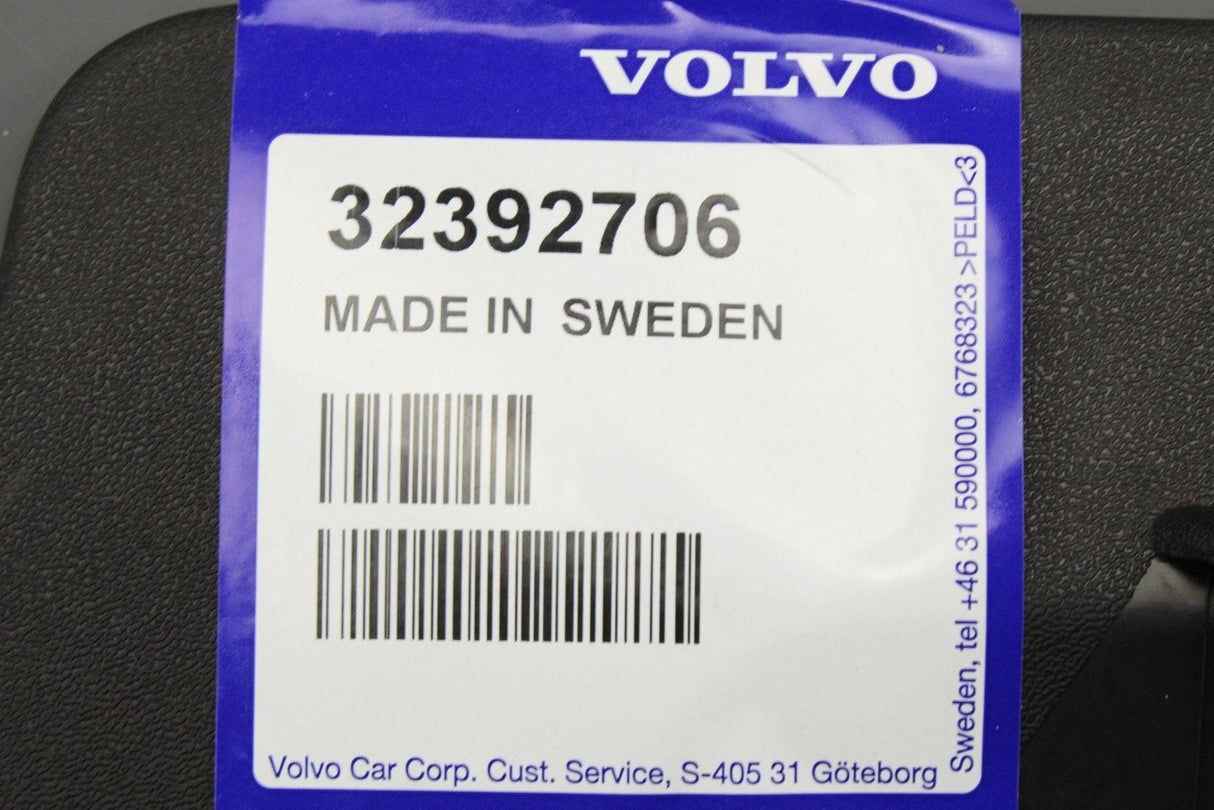 VOLVO
32392706
MADE IN SWEDEN
Volvo Car Corp. Cust. Service, S-405 31 Göteborg
Sweden, tel +46 31 590000, 6768323 >PELD<3